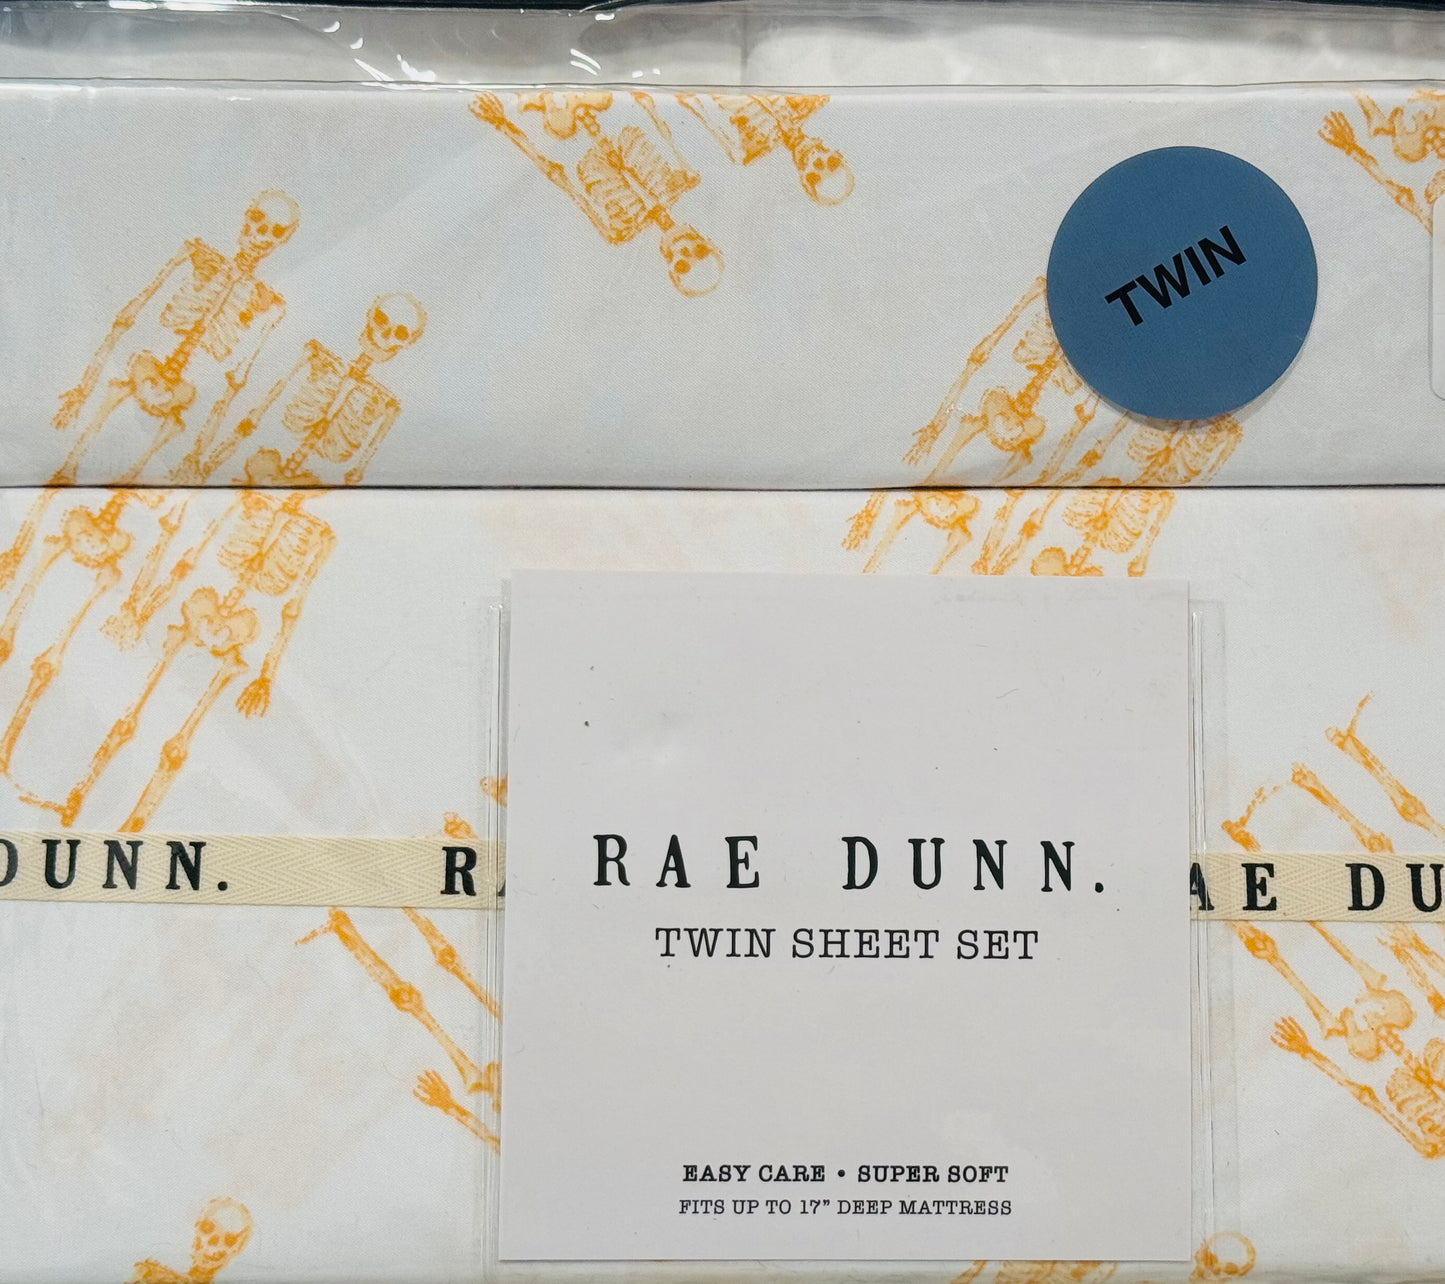 TWIN
DUNN. RA
AE DU
RAE DUNN.
TWIN SHEET SET
EASY CARE • SUPER SOFT
FITS UP TO 17” DEEP MATTRESS